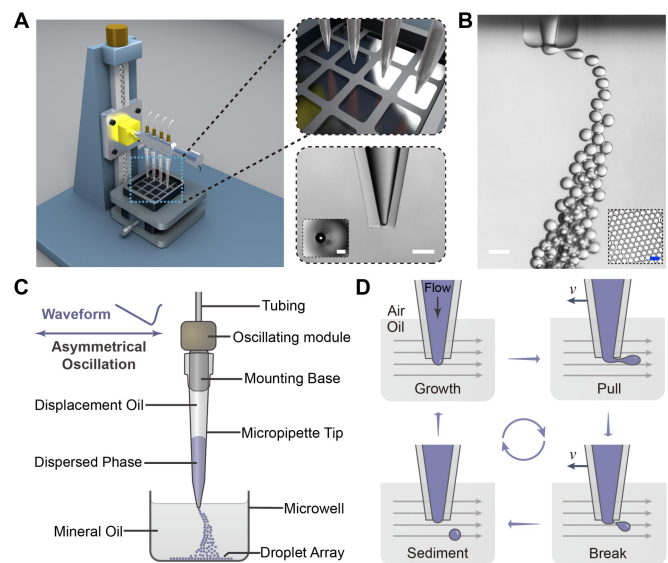 A
B
C
Waveform
Asymmetrical
Oscillation
Tubing
Oscillating module
Mounting Base
Displacement Oil
Micropipette Tip
Dispersed Phase
Microwell
Mineral Oil
Droplet Array
D
Flow
Air
Oil
Growth
v
Pull
Sediment
v
Break